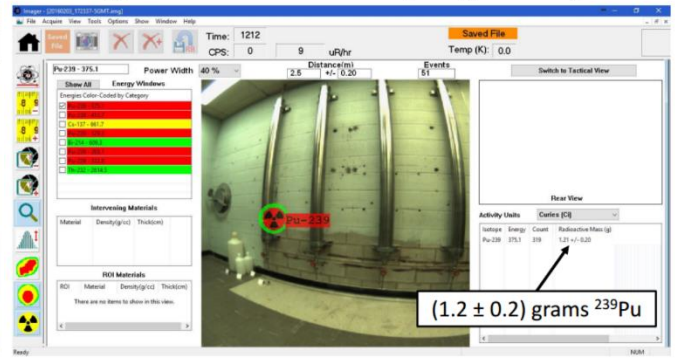 Imager - [20180203_172537-5GMT.img]
File Acquire View Tools Options Show Window Help
Saved File
Time: 1212
CPS: 0 9 uR/hr
Saved File
Temp (K): 0.0
Pu-239 - 375.1 Power Width 40 %
Distance(m)
2.5 +/- 0.20
Events
51
Switch to Tactical View
Show All Energy Windows
Energies Color-Coded by Category
Cs-137 - 661.7
Intervening Materials
Material Density(g/cc) Thick(cm)
ROI Materials
ROI Material Density(g/cc) Thick(cm)
There are no items to show in this view.
Pu-239
Rear View
Activity Units Curies (Ci)
Isotope Energy Count Radioactive Mass (g)
Pu-239 375.1 319 1.21 +/- 0.20
(1.2 ± 0.2) grams ²³⁹Pu
Ready
NUM